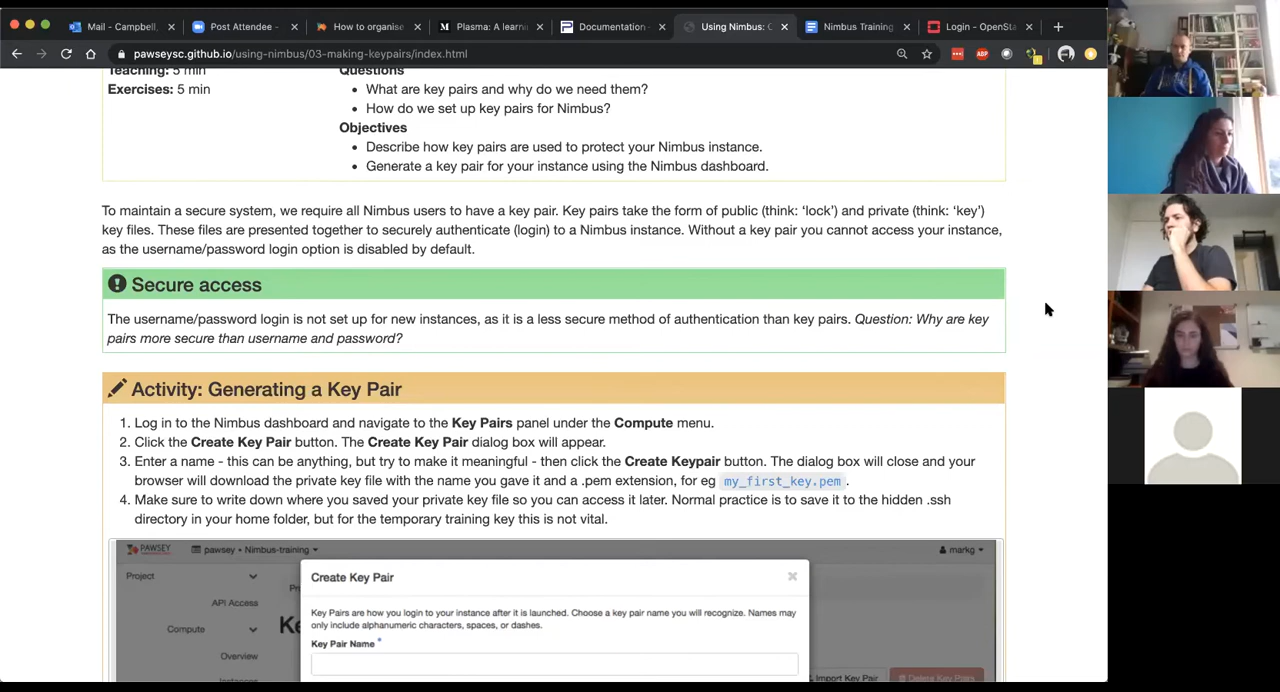 Mail - Campbell,
Post Attendee -
How to organise
Plasma: A learni
Documentation -
Using Nimbus: C
Nimbus Training
Login - OpenSta
pawseysc.github.io/using-nimbus/03-making-keypairs/index.html
ABP
Teaching: 5 min
Questions
Exercises: 5 min
What are key pairs and why do we need them?
How do we set up key pairs for Nimbus?
Objectives
Describe how key pairs are used to protect your Nimbus instance.
Generate a key pair for your instance using the Nimbus dashboard.
To maintain a secure system, we require all Nimbus users to have a key pair. Key pairs take the form of public (think: ‘lock’) and private (think: ‘key’)
key files. These files are presented together to securely authenticate (login) to a Nimbus instance. Without a key pair you cannot access your instance,
as the username/password login option is disabled by default.
Secure access
The username/password login is not set up for new instances, as it is a less secure method of authentication than key pairs. Question: Why are key
pairs more secure than username and password?
Activity: Generating a Key Pair
1. Log in to the Nimbus dashboard and navigate to the Key Pairs panel under the Compute menu.
2. Click the Create Key Pair button. The Create Key Pair dialog box will appear.
3. Enter a name - this can be anything, but try to make it meaningful - then click the Create Keypair button. The dialog box will close and your
browser will download the private key file with the name you gave it and a .pem extension, for eg my_first_key.pem.
4. Make sure to write down where you saved your private key file so you can access it later. Normal practice is to save it to the hidden .ssh
directory in your home folder, but for the temporary training key this is not vital.
PAWSEY
pawsey • Nimbus-training
markg
Project
Create Key Pair
API Access
Key Pairs are how you login to your instance after it is launched. Choose a key pair name you will recognize. Names may
only include alphanumeric characters, spaces, or dashes.
Compute
Key Pair Name *
Overview
Import Key Pair
Delete Key Pairs